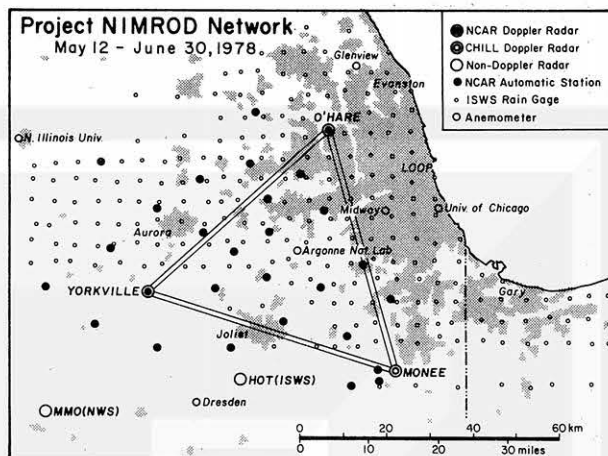 Project NIMROD Network
May 12 – June 30, 1978
NCAR Doppler Radar
CHILL Doppler Radar
Non-Doppler Radar
NCAR Automatic Station
ISWS Rain Gage
Anemometer
Glenview
Evanston
O'HARE
N. Illinois Univ.
LOOP
Midway
Univ. of Chicago
Aurora
Argonne Nat. Lab
YORKVILLE
Gary
Joliet
MONEE
HOT(ISWS)
Dresden
MMO(NWS)
0 20 40 60 km
0 10 20 30 miles